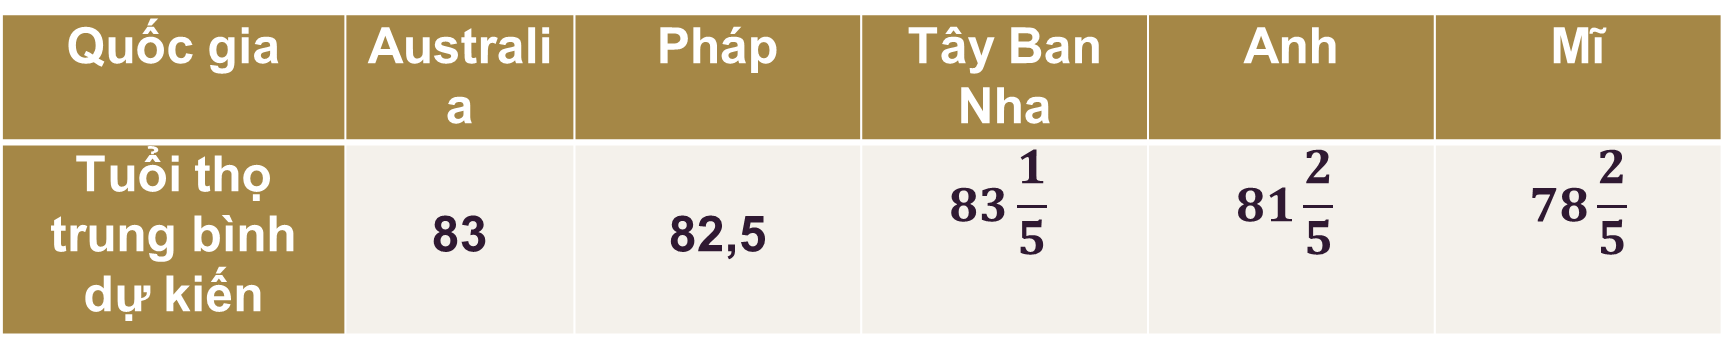 Quốc gia
Australi
a
Pháp
Tây Ban
Nha
Anh
Mĩ
Tuổi thọ
trung bình
dự kiến
83
82,5
83 1/5
81 2/5
78 2/5